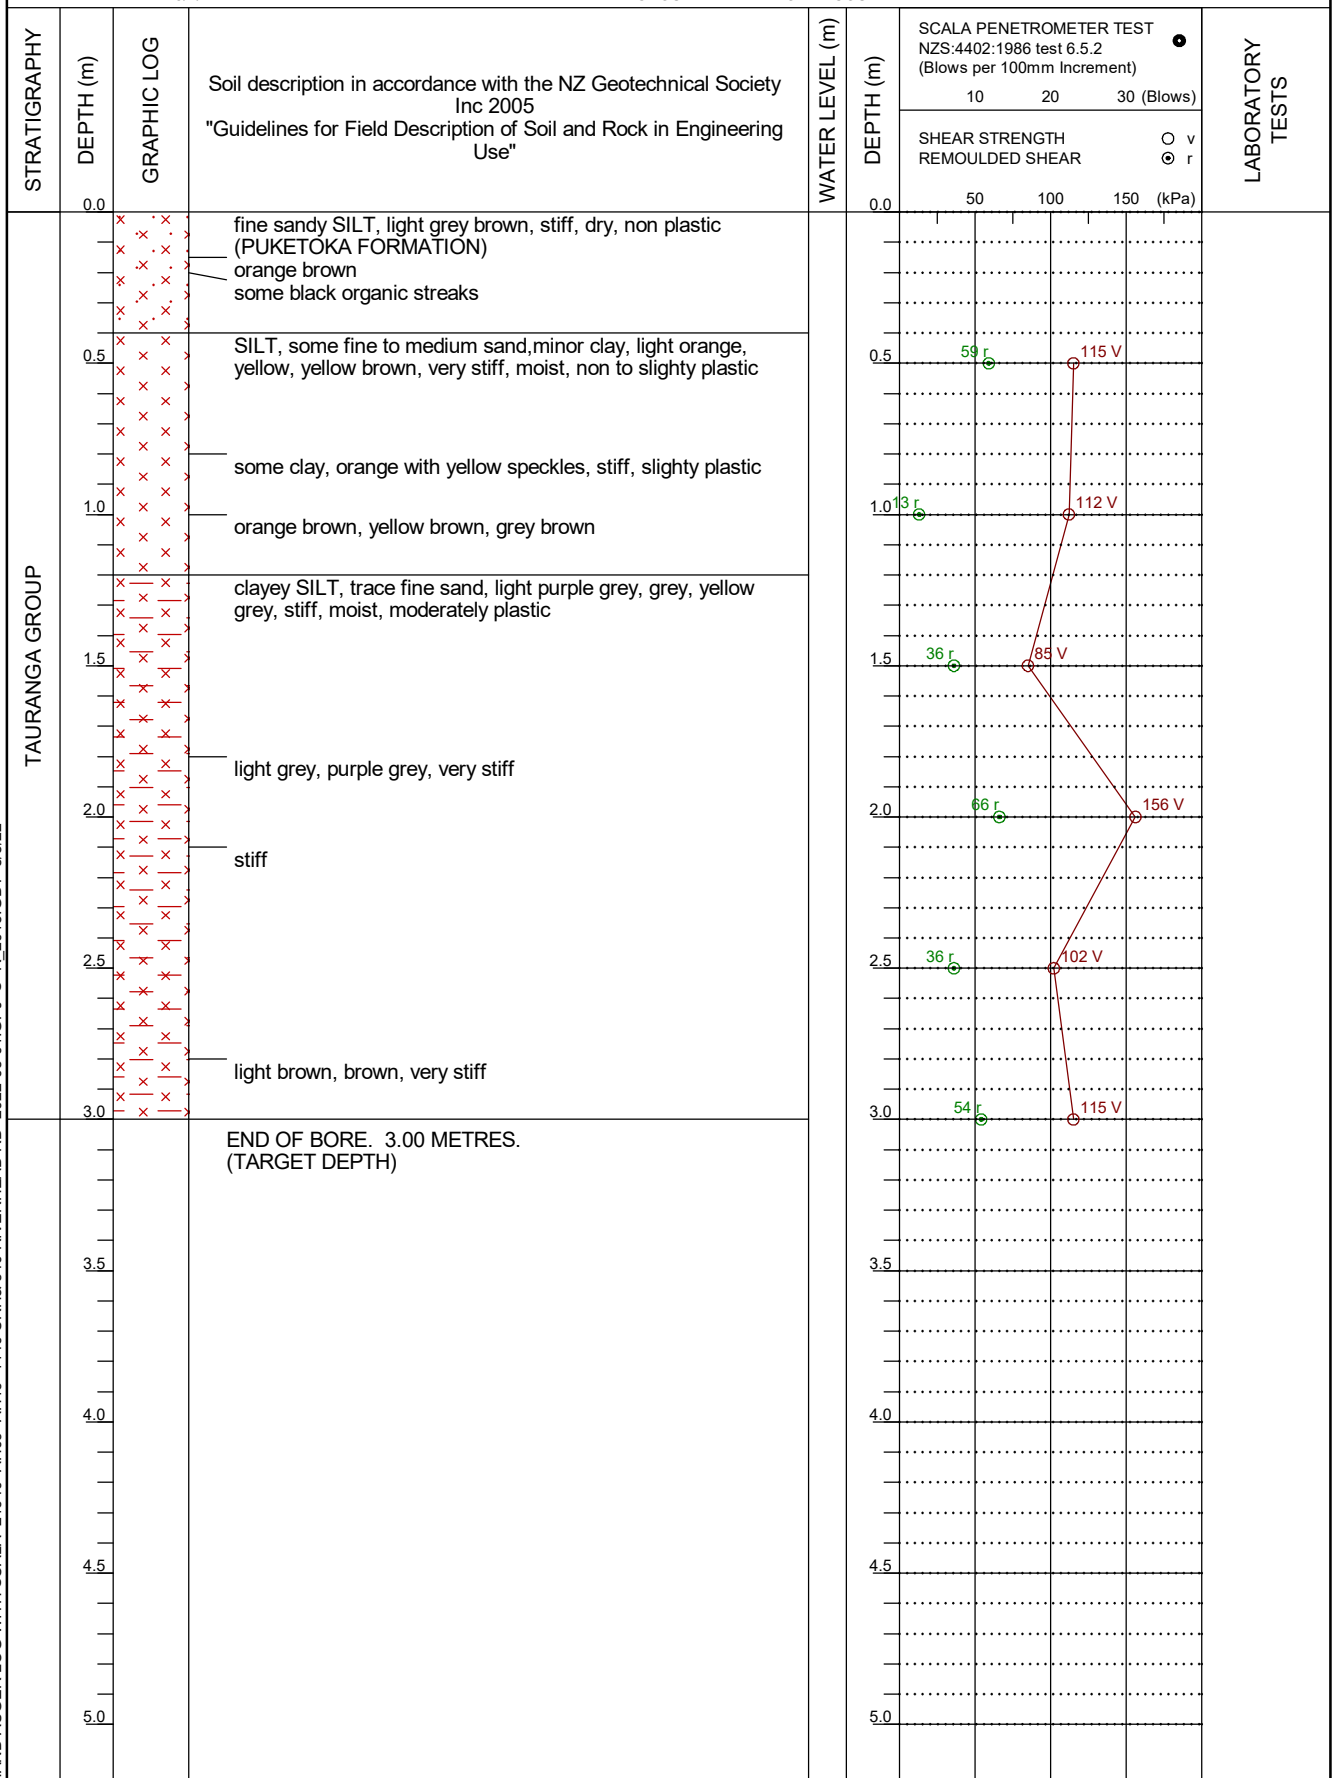 STRATIGRAPHY
DEPTH (m)
GRAPHIC LOG
Soil description in accordance with the NZ Geotechnical Society
Inc 2005
"Guidelines for Field Description of Soil and Rock in Engineering
Use"
WATER LEVEL (m)
DEPTH (m)
SCALA PENETROMETER TEST
NZS:4402:1986 test 6.5.2
(Blows per 100mm Increment)
10 20 30 (Blows)
SHEAR STRENGTH v
REMOULDED SHEAR r
50 100 150 (kPa)
LABORATORY
TESTS
0.0 0.0
TAURANGA GROUP
fine sandy SILT, light grey brown, stiff, dry, non plastic
(PUKETOKA FORMATION)
orange brown
some black organic streaks
SILT, some fine to medium sand,minor clay, light orange,
yellow, yellow brown, very stiff, moist, non to slighty plastic
0.5 0.5 59 r 115 V
some clay, orange with yellow speckles, stiff, slighty plastic
1.0 1.0 13 r 112 V
orange brown, yellow brown, grey brown
clayey SILT, trace fine sand, light purple grey, grey, yellow
grey, stiff, moist, moderately plastic
1.5 1.5 36 r 85 V
light grey, purple grey, very stiff
2.0 2.0 66 r 156 V
stiff
2.5 2.5 36 r 102 V
light brown, brown, very stiff
3.0 3.0 54 r 115 V
END OF BORE. 3.00 METRES.
(TARGET DEPTH)
3.5 3.5
4.0 4.0
4.5 4.5
5.0 5.0